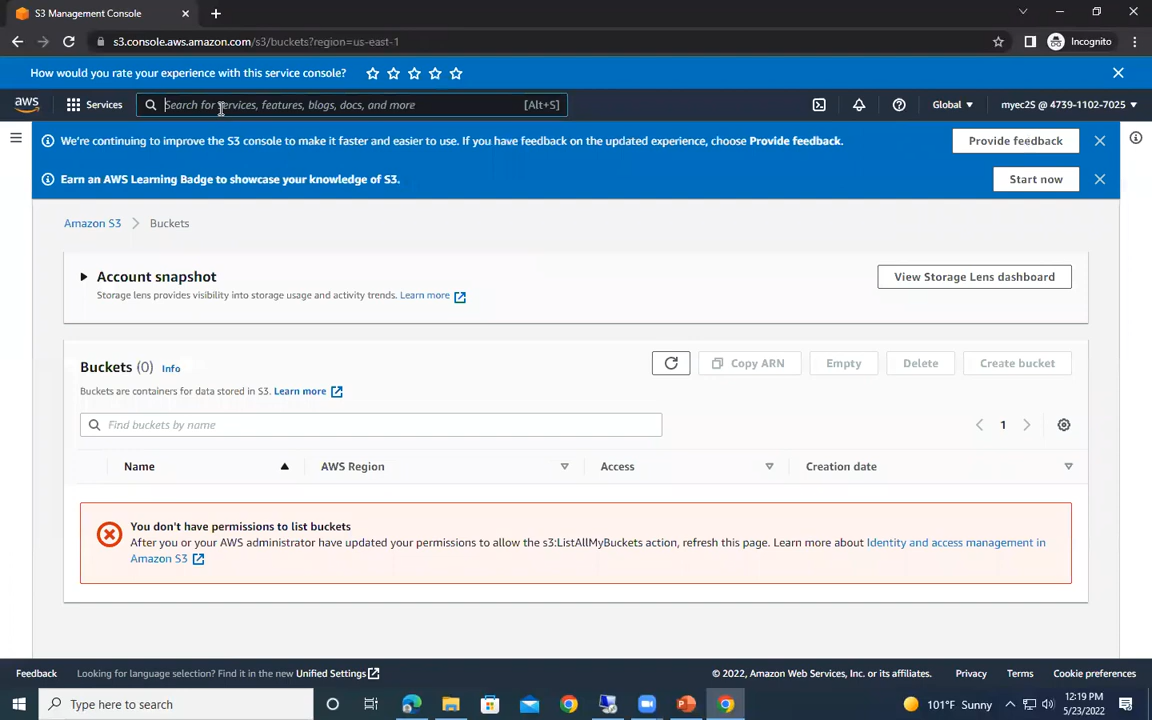 S3 Management Console
s3.console.aws.amazon.com/s3/buckets?region=us-east-1
Incognito
How would you rate your experience with this service console?
aws
Services
Search for services, features, blogs, docs, and more
[Alt+S]
Global
myec2S @ 4739-1102-7025
We're continuing to improve the S3 console to make it faster and easier to use. If you have feedback on the updated experience, choose Provide feedback.
Provide feedback
Earn an AWS Learning Badge to showcase your knowledge of S3.
Start now
Amazon S3
Buckets
Account snapshot
View Storage Lens dashboard
Storage lens provides visibility into storage usage and activity trends. Learn more
Buckets (0) Info
Copy ARN
Empty
Delete
Create bucket
Buckets are containers for data stored in S3. Learn more
Find buckets by name
1
Name
AWS Region
Access
Creation date
You don't have permissions to list buckets
After you or your AWS administrator have updated your permissions to allow the s3:ListAllMyBuckets action, refresh this page. Learn more about Identity and access management in
Amazon S3
Feedback
Looking for language selection? Find it in the new Unified Settings
© 2022, Amazon Web Services, Inc. or its affiliates.
Privacy
Terms
Cookie preferences
Type here to search
101°F Sunny
12:19 PM
5/23/2022